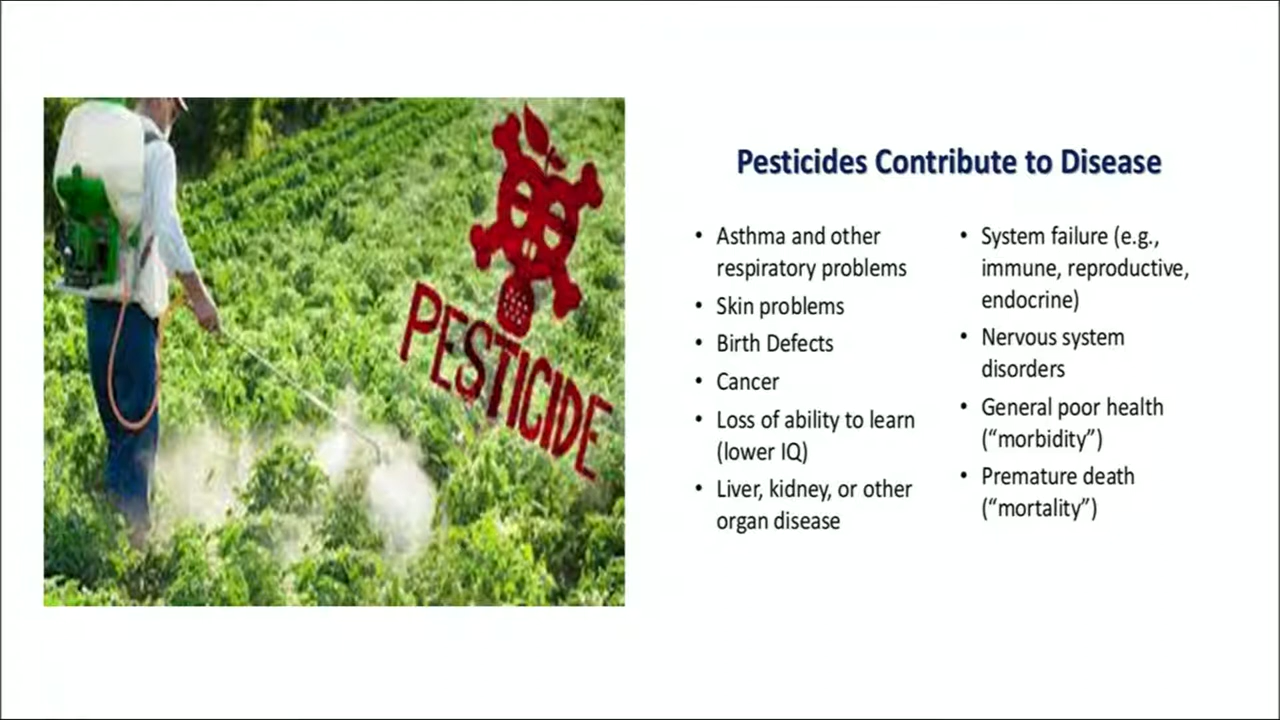 PESTICIDE
Pesticides Contribute to Disease
• Asthma and other
respiratory problems
• Skin problems
• Birth Defects
• Cancer
• Loss of ability to learn
(lower IQ)
• Liver, kidney, or other
organ disease
• System failure (e.g.,
immune, reproductive,
endocrine)
• Nervous system
disorders
• General poor health
(“morbidity”)
• Premature death
(“mortality”)